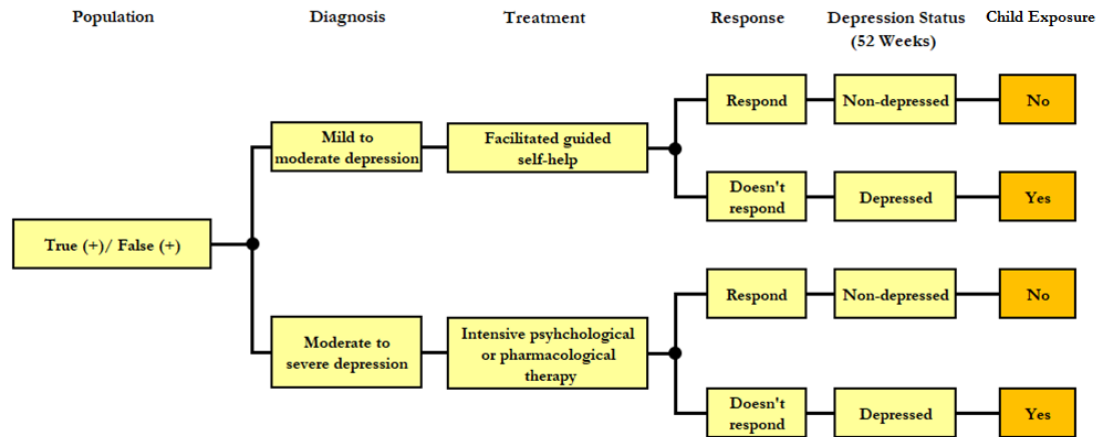 Population
Diagnosis
Treatment
Response
Depression Status
(52 Weeks)
Child Exposure
True (+)/ False (+)
Mild to
moderate depression
Facilitated guided
self-help
Respond
Non-depressed
No
Doesn't
respond
Depressed
Yes
Moderate to
severe depression
Intensive psyhchological
or pharmacological
therapy
Respond
Non-depressed
No
Doesn't
respond
Depressed
Yes